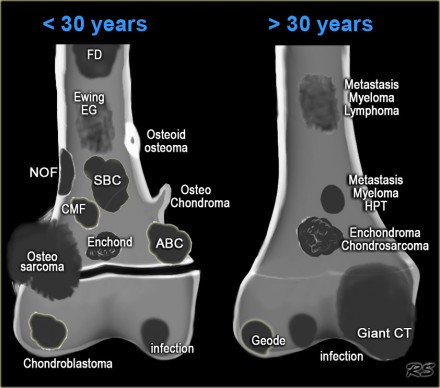 < 30 years
> 30 years
FD
Ewing
EG
Osteoid
osteoma
NOF
SBC
Osteo
Chondroma
CMF
Enchond
ABC
Osteo
sarcoma
Chondroblastoma
infection
Metastasis
Myeloma
Lymphoma
Metastasis
Myeloma
HPT
Enchondroma
Chondrosarcoma
Geode
Giant CT
infection
RS